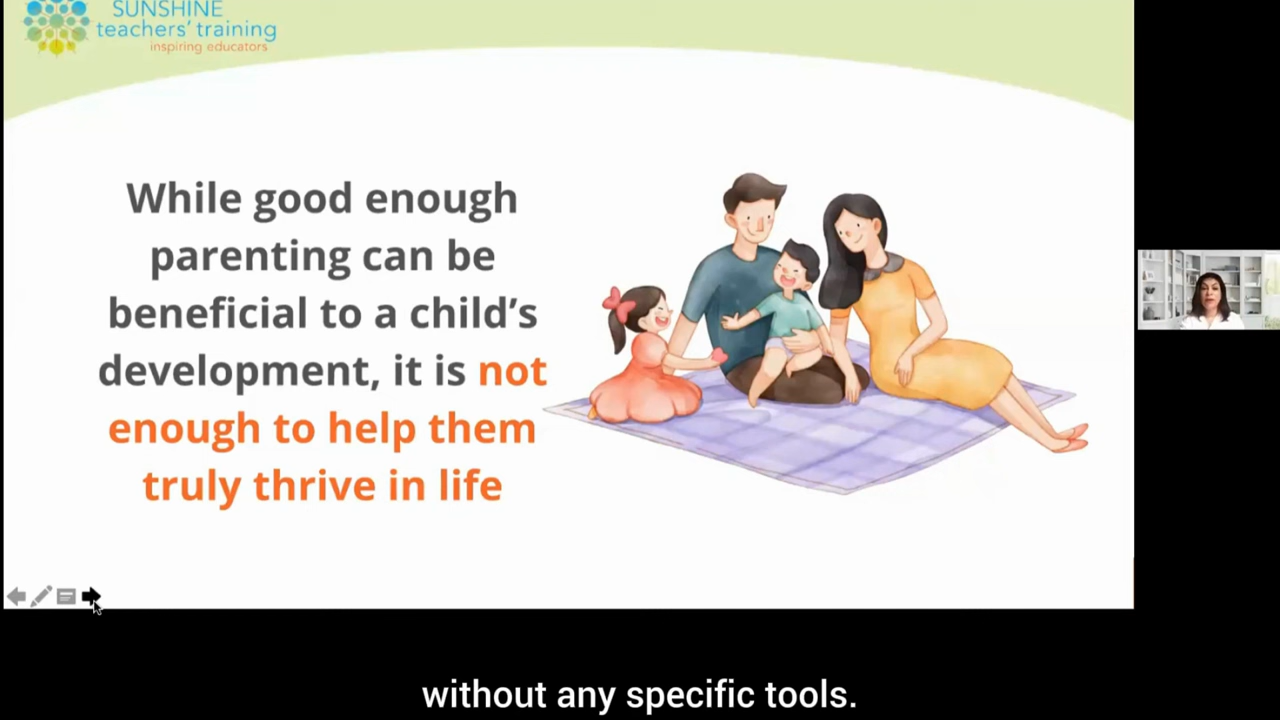 SUNSHINE
teachers' training
inspiring educators
While good enough
parenting can be
beneficial to a child’s
development, it is not
enough to help them
truly thrive in life
without any specific tools.